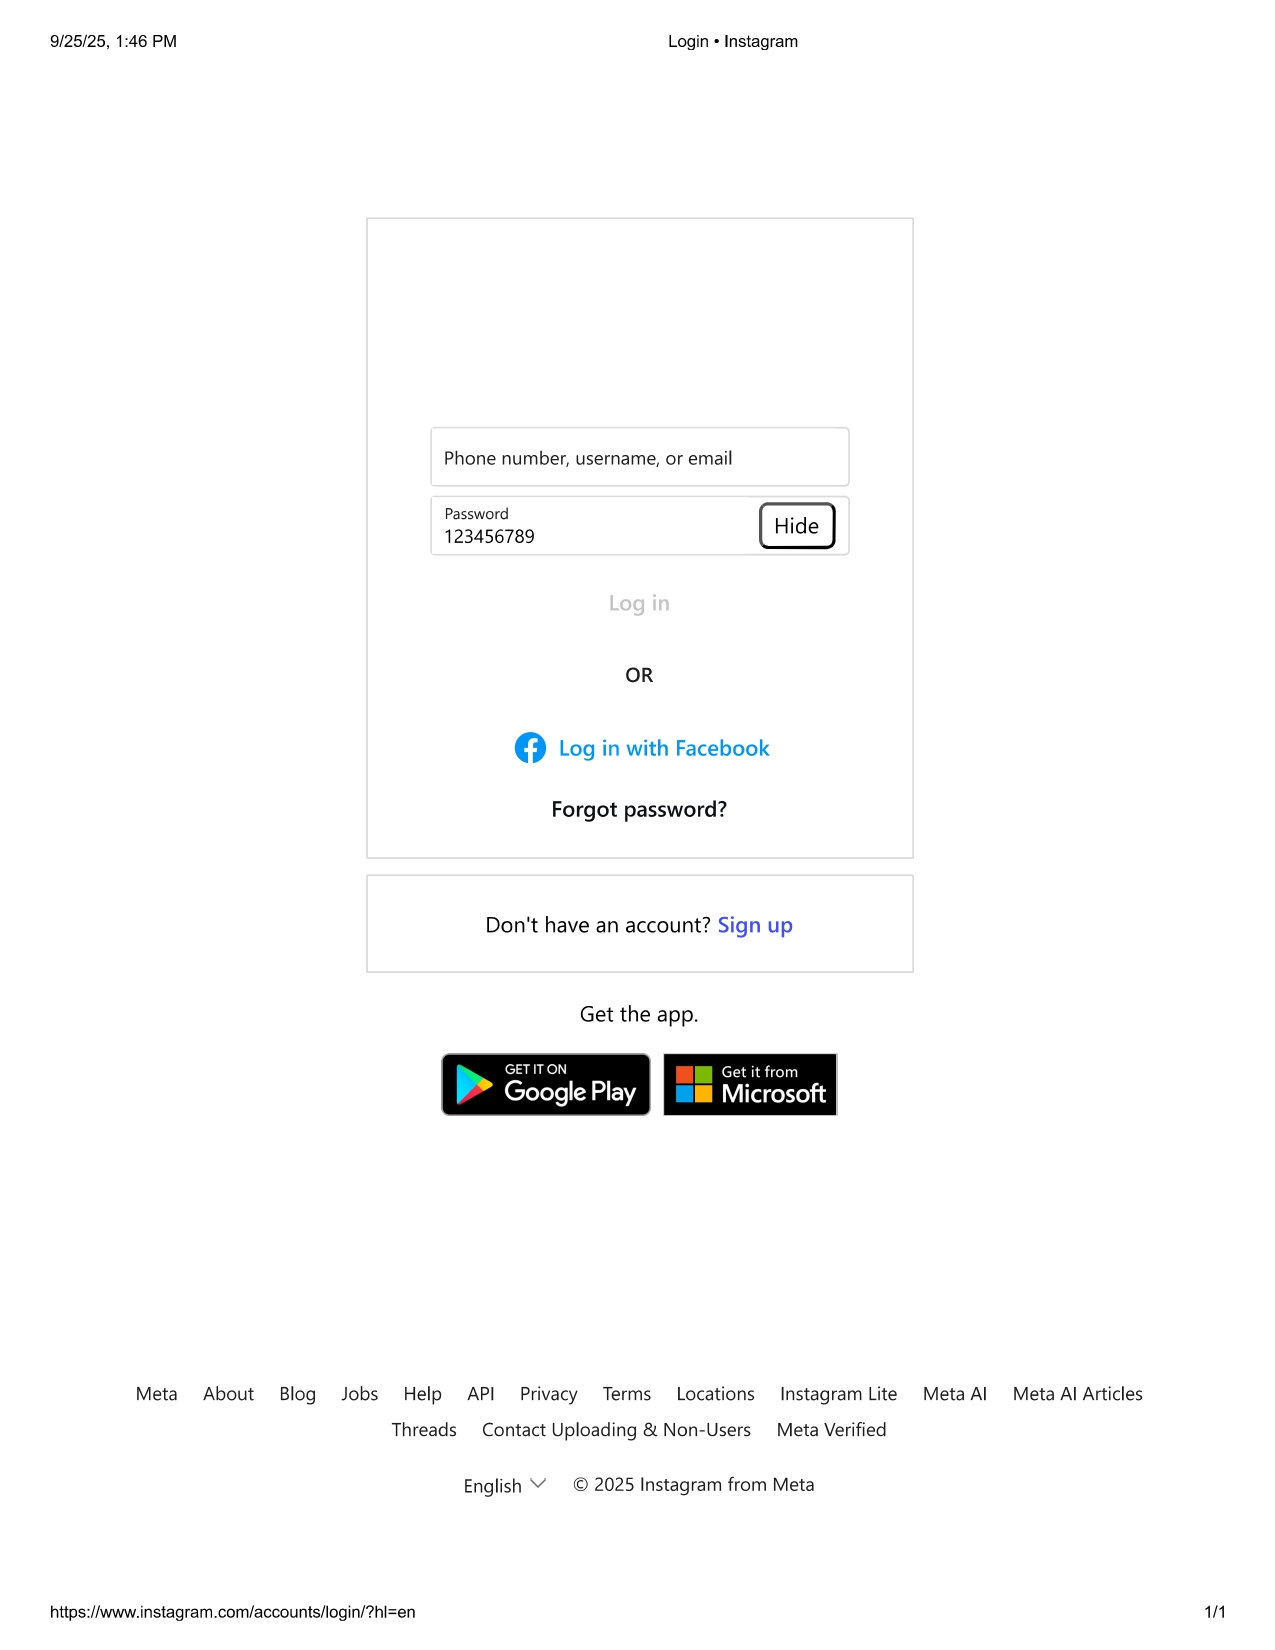 9/25/25, 1:46 PM
Login • Instagram
Phone number, username, or email
Password
123456789
Hide
Log in
OR
Log in with Facebook
Forgot password?
Don't have an account? Sign up
Get the app.
GET IT ON
Google Play
Get it from
Microsoft
Meta About Blog Jobs Help API Privacy Terms Locations Instagram Lite Meta AI Meta AI Articles
Threads Contact Uploading & Non-Users Meta Verified
English © 2025 Instagram from Meta
https://www.instagram.com/accounts/login/?hl=en
1/1